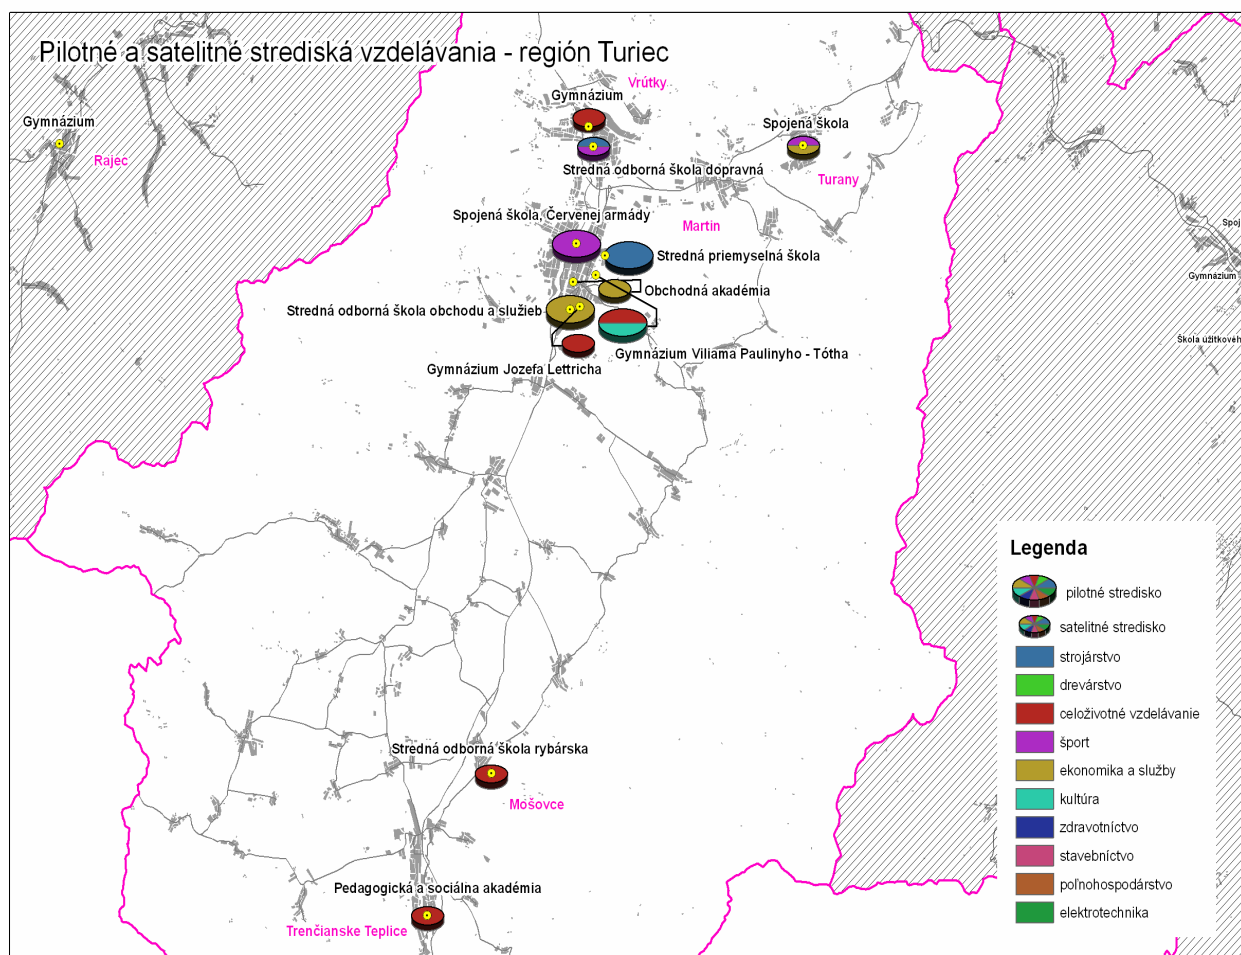 Pilotné a satelitné strediská vzdelávania - región Turiec
Vrútky
Gymnázium
Gymnázium
Rajec
Spojená škola
Stredná odborná škola dopravná
Turany
Spojená škola, Červenej armády
Martin
Spoj
Stredná priemyselná škola
Gymnázium
Obchodná akadémia
Stredná odborná škola obchodu a služieb
Škola úžitkovéh
Gymnázium Viliama Paulinyho - Tótha
Gymnázium Jozefa Lettricha
Legenda
pilotné stredisko
satelitné stredisko
strojárstvo
drevárstvo
celoživotné vzdelávanie
šport
ekonomika a služby
kultúra
zdravotníctvo
stavebníctvo
poľnohospodárstvo
elektrotechnika
Stredná odborná škola rybárska
Mošovce
Pedagogická a sociálna akadémia
Trenčianske Teplice